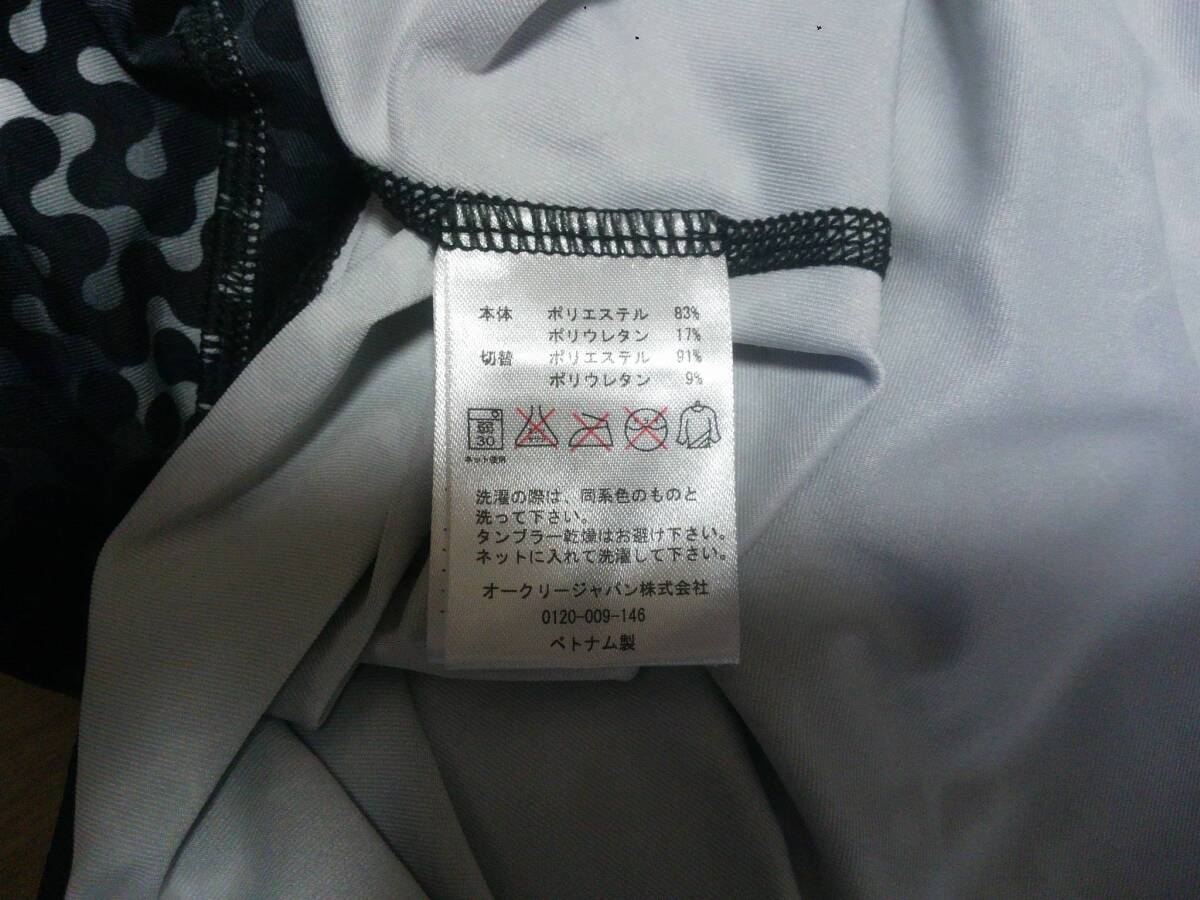 本体 ポリエステル 83%
ポリウレタン 17%
切替 ポリエステル 91%
ポリウレタン 9%
30
ネット使用
洗濯の際は、同系色のものと
洗って下さい。
タンブラー乾燥はお避け下さい。
ネットに入れて洗濯して下さい。
オークリージャパン株式会社
0120-009-146
ベトナム製